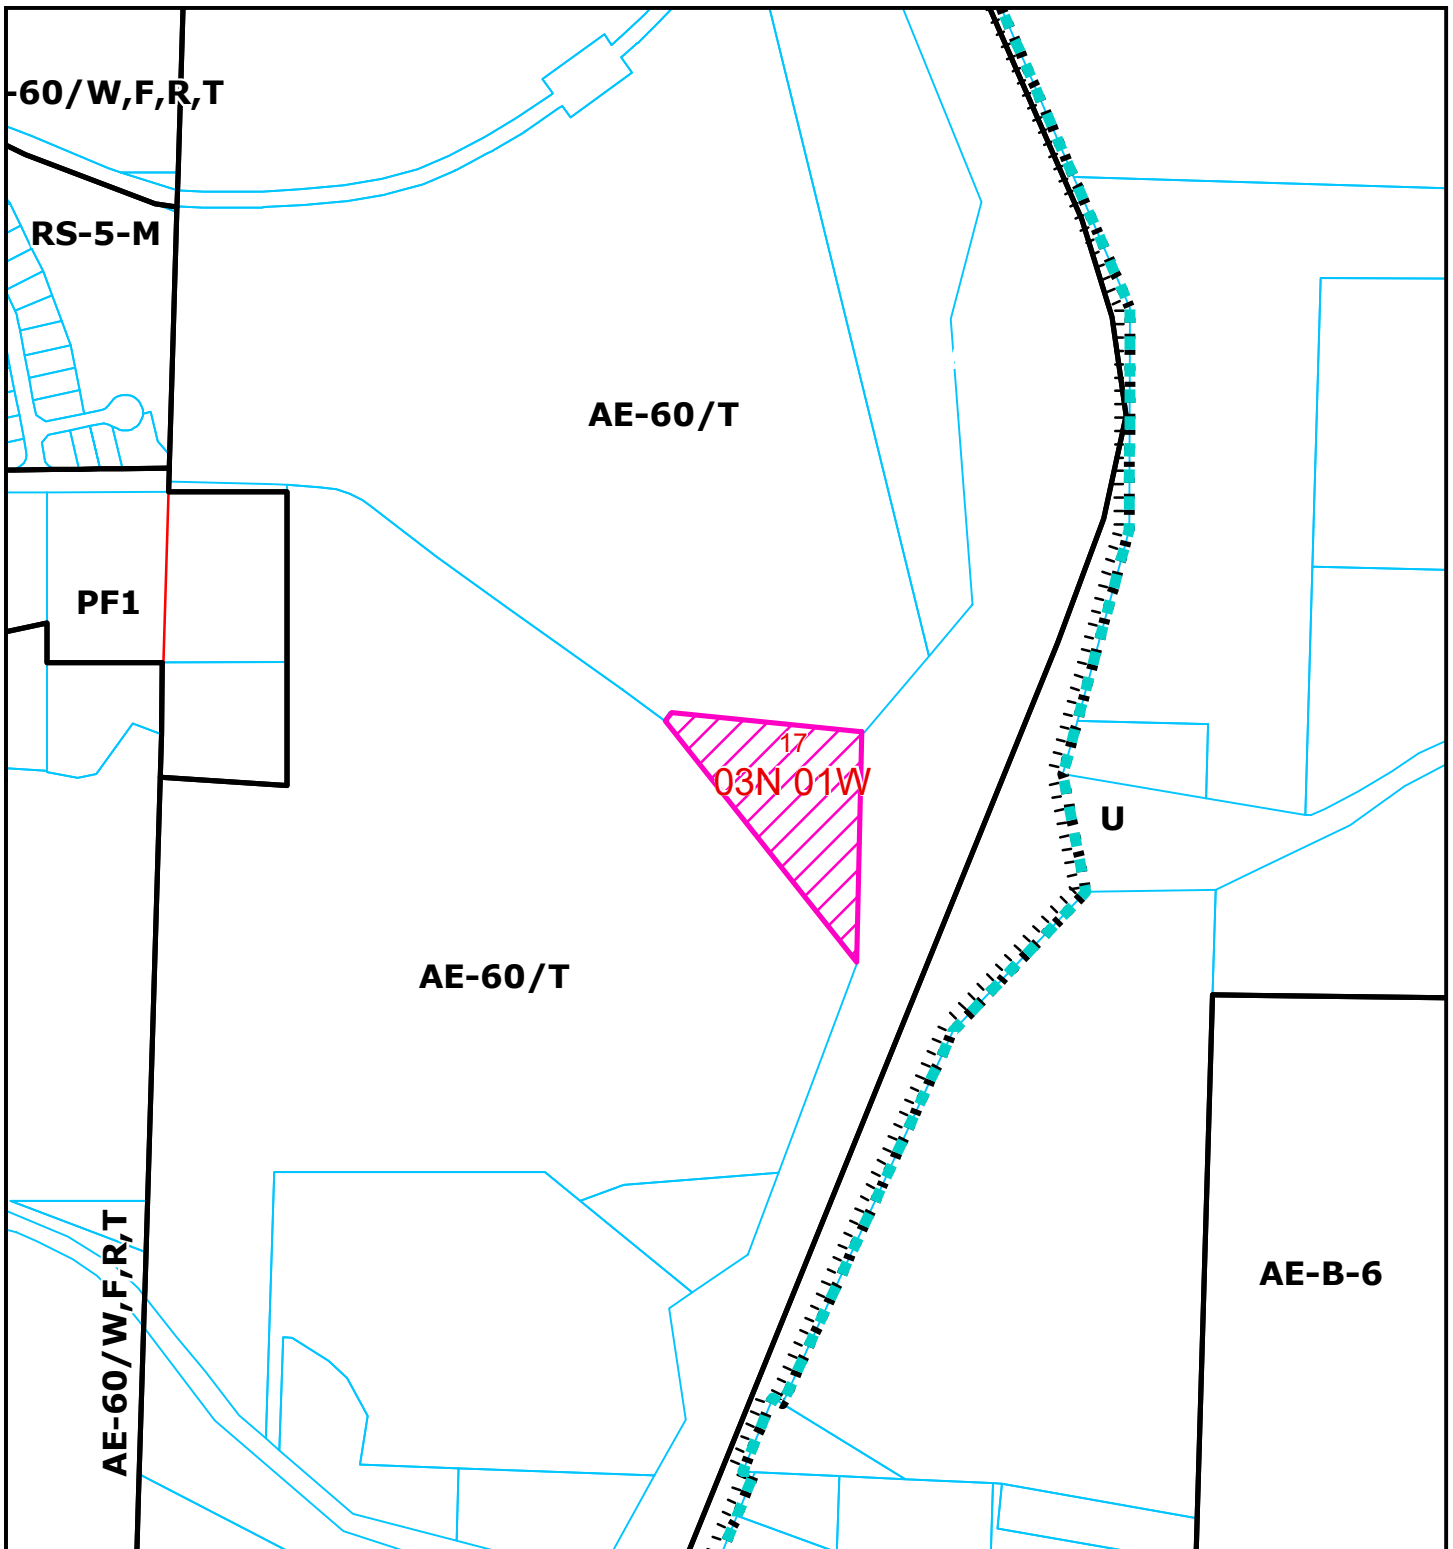 -60/W,F,R,T
RS-5-M
AE-60/T
PF1
17
03N 01W
U
AE-60/T
AE-60/W,F,R,T
AE-B-6